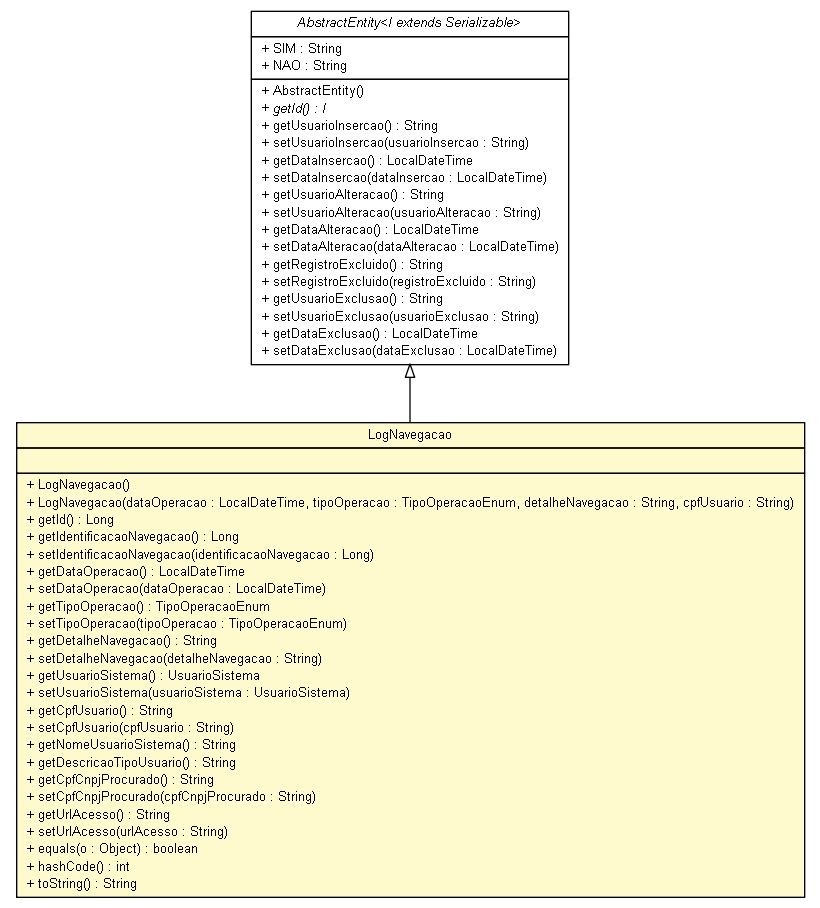 AbstractEntity<I extends Serializable>
+ SIM : String
+ NAO : String
+ AbstractEntity()
+ getId() : I
+ getUsuarioInsercao() : String
+ setUsuarioInsercao(usuarioInsercao : String)
+ getDataInsercao() : LocalDateTime
+ setDataInsercao(dataInsercao : LocalDateTime)
+ getUsuarioAlteracao() : String
+ setUsuarioAlteracao(usuarioAlteracao : String)
+ getDataAlteracao() : LocalDateTime
+ setDataAlteracao(dataAlteracao : LocalDateTime)
+ getRegistroExcluido() : String
+ setRegistroExcluido(registroExcluido : String)
+ getUsuarioExclusao() : String
+ setUsuarioExclusao(usuarioExclusao : String)
+ getDataExclusao() : LocalDateTime
+ setDataExclusao(dataExclusao : LocalDateTime)
LogNavegacao
+ LogNavegacao()
+ LogNavegacao(dataOperacao : LocalDateTime, tipoOperacao : TipoOperacaoEnum, detalheNavegacao : String, cpfUsuario : String)
+ getId() : Long
+ getIdentificacaoNavegacao() : Long
+ setIdentificacaoNavegacao(identificacaoNavegacao : Long)
+ getDataOperacao() : LocalDateTime
+ setDataOperacao(dataOperacao : LocalDateTime)
+ getTipoOperacao() : TipoOperacaoEnum
+ setTipoOperacao(tipoOperacao : TipoOperacaoEnum)
+ getDetalheNavegacao() : String
+ setDetalheNavegacao(detalheNavegacao : String)
+ getUsuarioSistema() : UsuarioSistema
+ setUsuarioSistema(usuarioSistema : UsuarioSistema)
+ getCpfUsuario() : String
+ setCpfUsuario(cpfUsuario : String)
+ getNomeUsuarioSistema() : String
+ getDescricaoTipoUsuario() : String
+ getCpfCnpjProcurado() : String
+ setCpfCnpjProcurado(cpfCnpjProcurado : String)
+ getUrlAcesso() : String
+ setUrlAcesso(urlAcesso : String)
+ equals(o : Object) : boolean
+ hashCode() : int
+ toString() : String